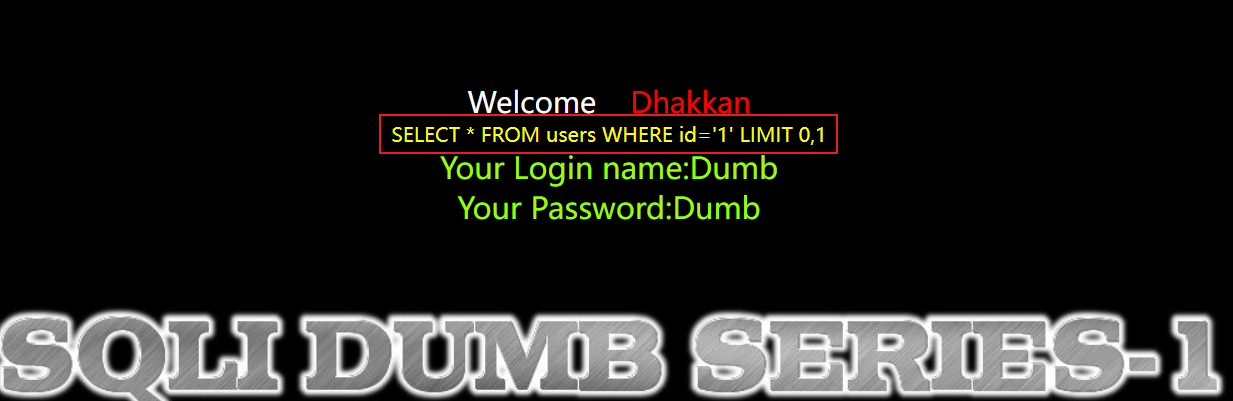 Welcome Dhakkan
SELECT * FROM users WHERE id='1' LIMIT 0,1
Your Login name:Dumb
Your Password:Dumb
SQLI DUMB SERIES-1